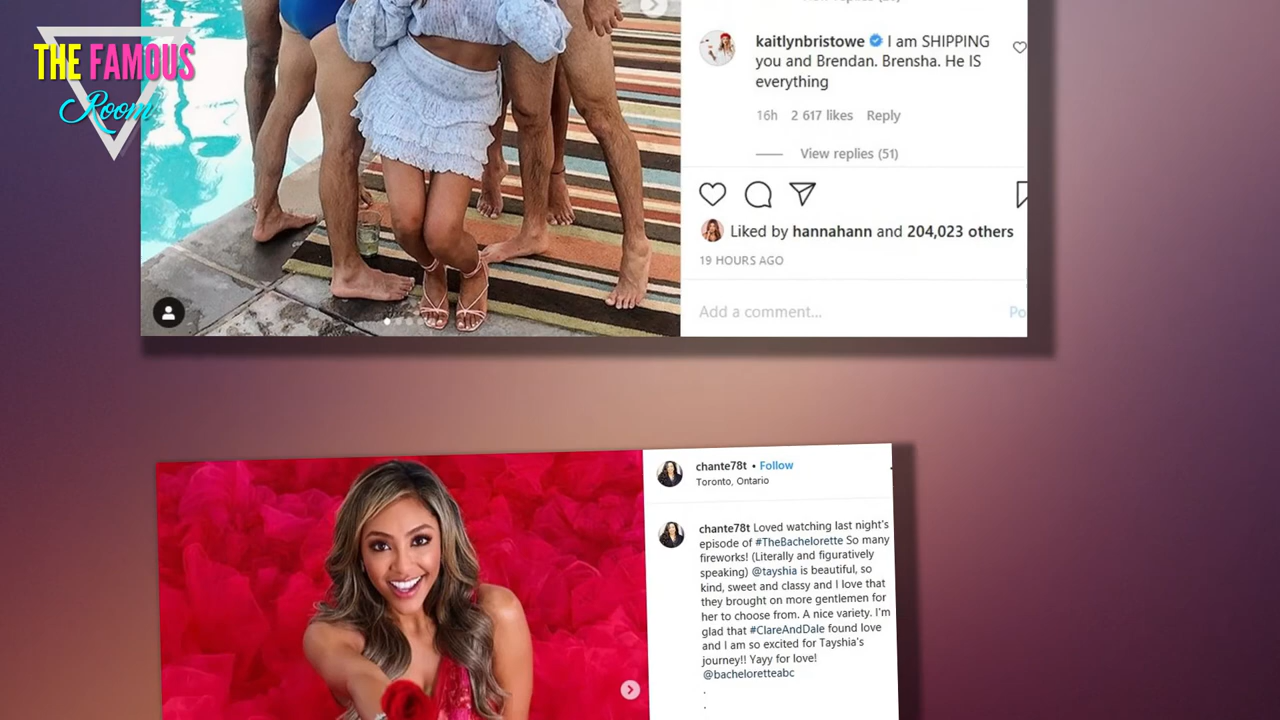 THE FAMOUS
Room
kaitlynbristowe I am SHIPPING
you and Brendan. Brensha. He IS
everything
16h 2 617 likes Reply
View replies (51)
Liked by hannahann and 204,023 others
19 HOURS AGO
Add a comment...
Po
chante78t • Follow
Toronto, Ontario
chante78t Loved watching last night's
episode of #TheBachelorette So many
fireworks! (Literally and figuratively
speaking) @tayshia is beautiful, so
kind, sweet and classy and I love that
they brought on more gentlemen for
her to choose from. A nice variety. I'm
glad that #ClareAndDale found love
and I am so excited for Tayshia's
journey!! Yayy for love!
@bacheloretteabc
.
.